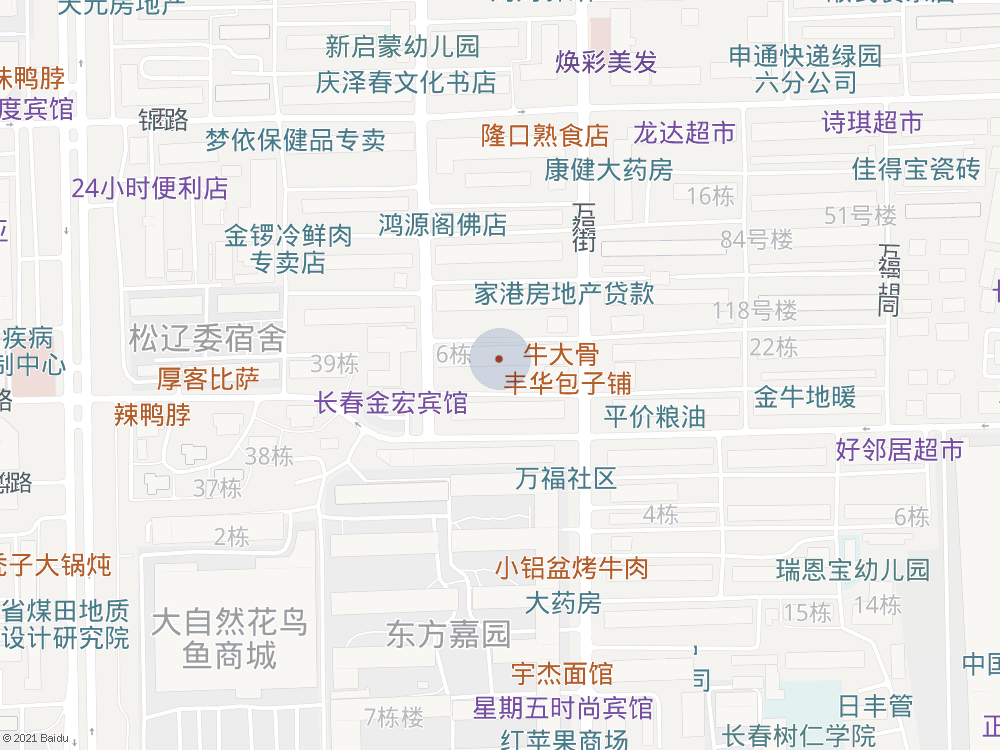 天元房地产
新启蒙幼儿园
庆泽春文化书店
焕彩美发
申通快递绿园
六分公司
味鸭脖
度宾馆
梦依保健品专卖
隆口熟食店
龙达超市
诗琪超市
康健大药房
佳得宝瓷砖
24小时便利店
16栋
51号楼
鸿源阁佛店
万福街
84号楼
金锣冷鲜肉
专卖店
万福胡同
家港房地产贷款
118号楼
松辽委宿舍
疾病
制中心
39栋
6栋
牛大骨
22栋
厚客比萨
丰华包子铺
路
辣鸭脖
长春金宏宾馆
平价粮油
金牛地暖
好邻居超市
38栋
37栋
万福社区
路
4栋
6栋
2栋
秃子大锅炖
小铝盆烤牛肉
瑞恩宝幼儿园
大药房
省煤田地质
设计研究院
大自然花鸟
鱼商城
东方嘉园
15栋
14栋
宇杰面馆
司
中国
7栋楼
星期五时尚宾馆
日丰管
红苹果商场
长春树仁学院
© 2021 Baidu